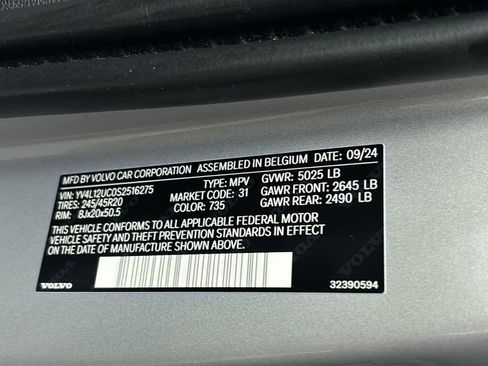 MFD BY VOLVO CAR CORPORATION ASSEMBLED IN BELGIUM DATE: 09/24
VIN: YV4L12UC0S2516275 TYPE: MPV GVWR: 5025 LB
TIRES: 245/45R20 MARKET CODE: 31 GAWR FRONT: 2645 LB
RIM: 8Jx20x50.5 COLOR: 735 GAWR REAR: 2490 LB
THIS VEHICLE CONFORMS TO ALL APPLICABLE FEDERAL MOTOR
VEHICLE SAFETY AND THEFT PREVENTION STANDARDS IN EFFECT
ON THE DATE OF MANUFACTURE SHOWN ABOVE.
VOLVO 32390594